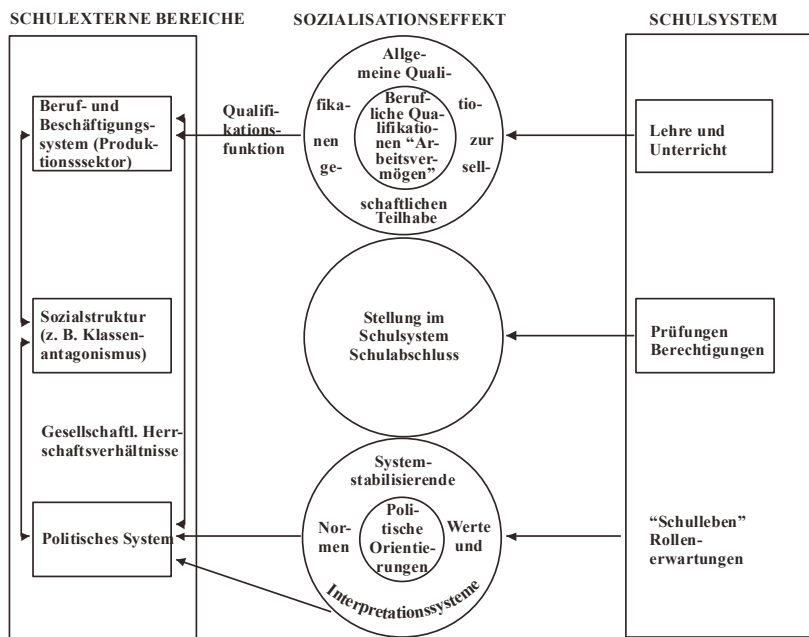 SCHULEXTERNE BEREICHE
SOZIALISATIONSEFFEKT
SCHULSYSTEM
Beruf- und
Beschäftigungs-
system (Produk-
tionsssektor)
Qualifi-
kations-
funktion
Allge-
meine Quali-
fika- tio-
nen zur
ge- sell-
schaftlichen
Teilhabe
Beruf-
liche Qua-
lifikatio-
nen “Ar-
beitsver-
mögen”
Lehre und
Unterricht
Sozialstruktur
(z. B. Klassen-
antagonismus)
Stellung im
Schulsystem
Schulabschluss
Prüfungen
Berechtigungen
Gesellschaftl. Herr-
schaftsverhältnisse
Politisches System
System-
stabilisierende
Nor- Werte
men und
Interpretationssysteme
Poli-
tische
Orientie-
rungen
“Schulleben”
Rollen-
erwartungen